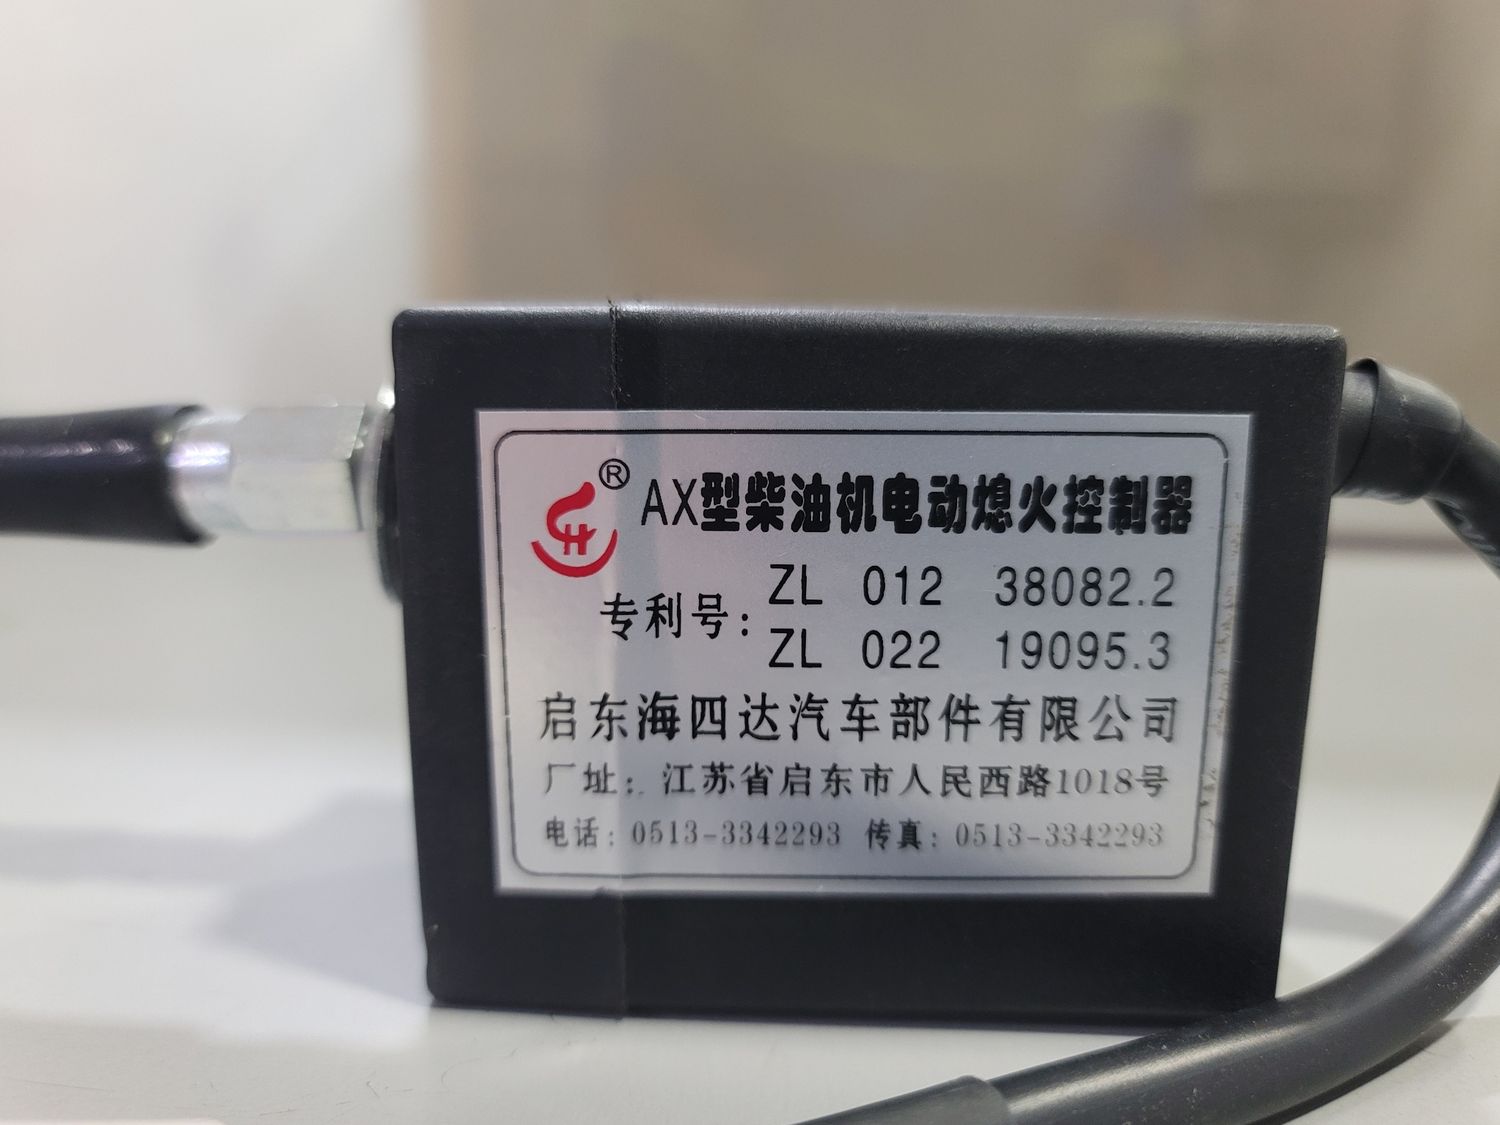 ® AX型柴油机电动熄火控制器
专利号: ZL 012 38082.2
ZL 022 19095.3
启东海四达汽车部件有限公司
厂址: 江苏省启东市人民西路1018号
电话: 0513-3342293 传真: 0513-3342293